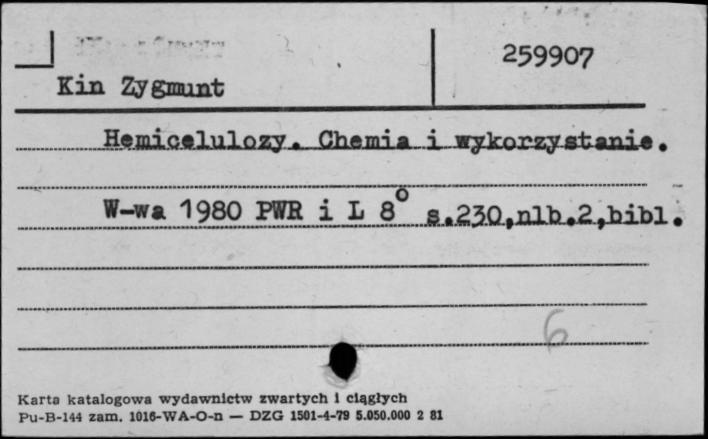 259907
Kin Zygmunt
Hemicelulozy. Chemia i wykorzystanie.
W-wa 1980 PWR i L 8° s.230,nlb.2,bibl.
6
Karta katalogowa wydawnictw zwartych i ciągłych
Pu-B-144 zam. 1016-WA-O-n — DZG 1501-4-79 5.050.000 2 81